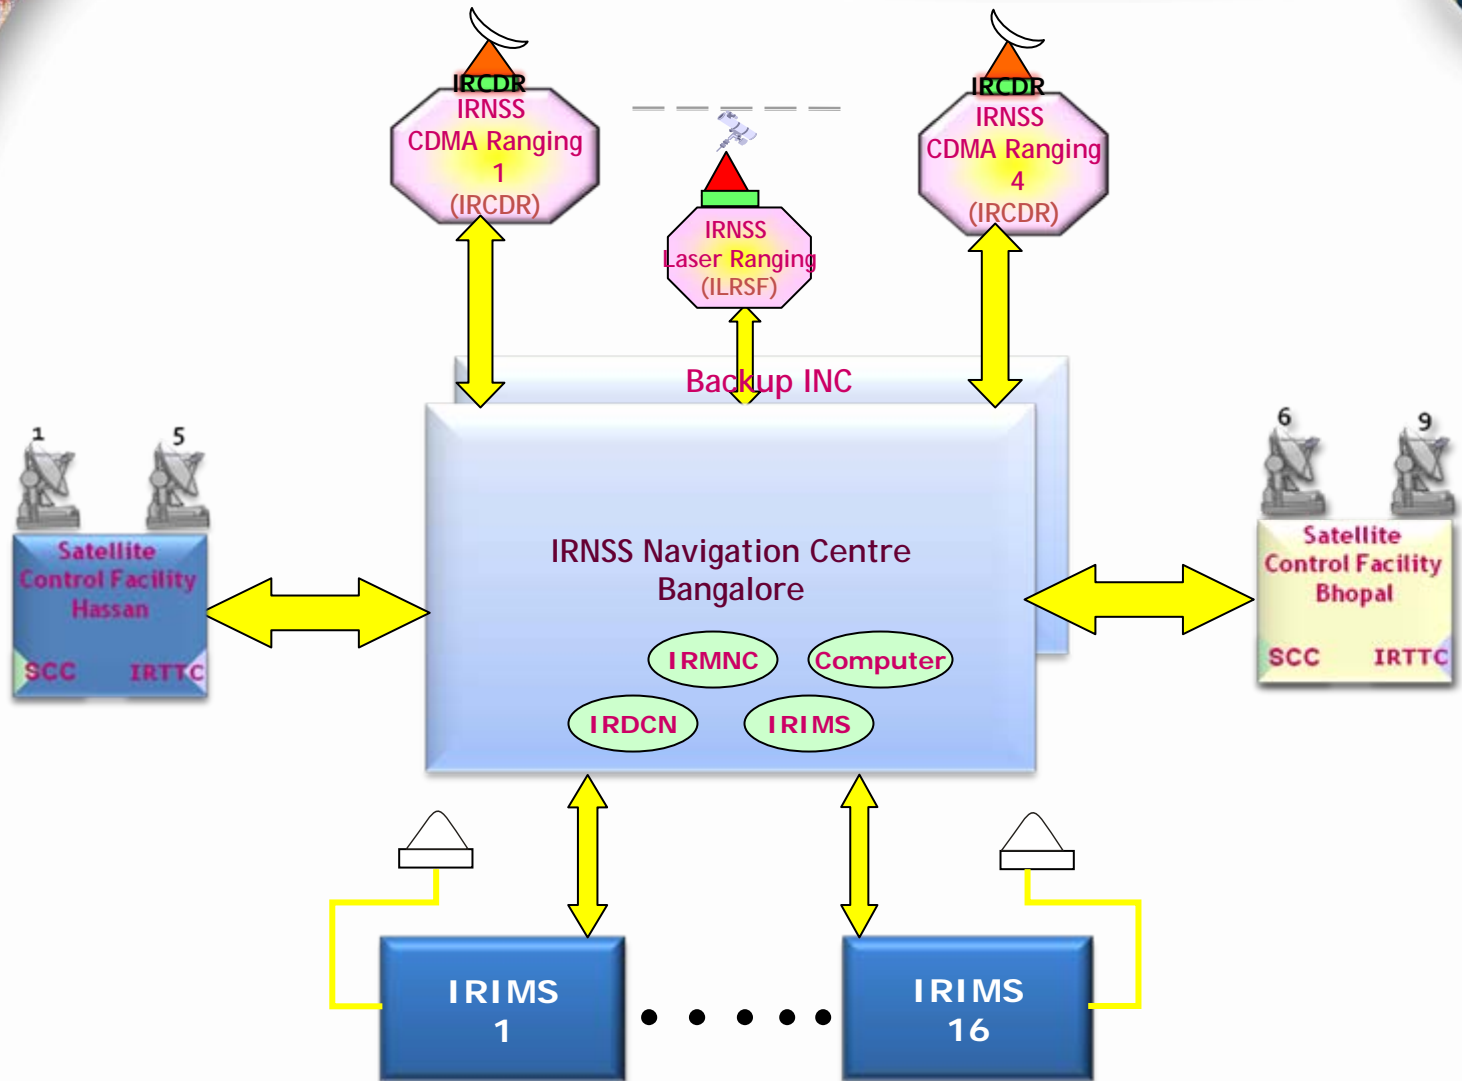 IRCDR
IRNSS
CDMA Ranging
1
(IRCDR)
IRNSS
Laser Ranging
(ILRSF)
IRCDR
IRNSS
CDMA Ranging
4
(IRCDR)
Backup INC
1 5
Satellite
Control Facility
Hassan
SCC IRTTC
IRNSS Navigation Centre
Bangalore
IRMNC Computer
IRDCN IRIMS
6 9
Satellite
Control Facility
Bhopal
SCC IRTTC
IRIMS
1
IRIMS
16